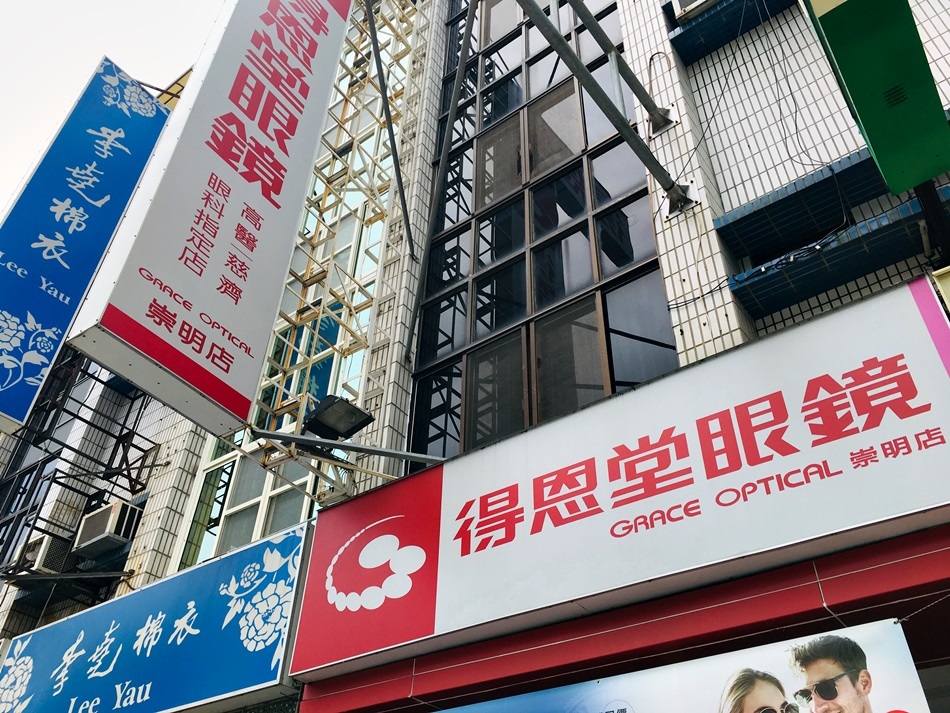 李堯棉衣
Lee Yau
得恩堂眼鏡
高醫 慈濟
眼科指定店
GRACE OPTICAL
崇明店
得恩堂眼鏡
GRACE OPTICAL 崇明店
李堯棉衣
Lee Yau